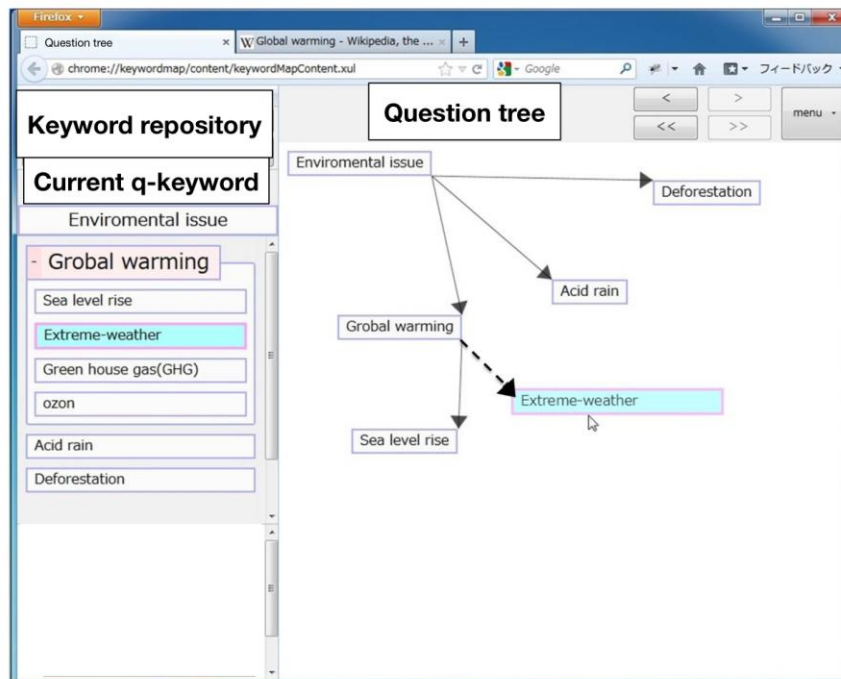 Firefox
Question tree
×
W Global warming - Wikipedia, the ...
×
+
chrome://keywordmap/content/keywordMapContent.xul
Google
フィードバック
Keyword repository
Current q-keyword
Question tree
<
>
<<
>>
menu
Enviromental issue
- Grobal warming
Sea level rise
Extreme-weather
Green house gas(GHG)
ozon
Acid rain
Deforestation
Enviromental issue
Deforestation
Acid rain
Grobal warming
Extreme-weather
Sea level rise